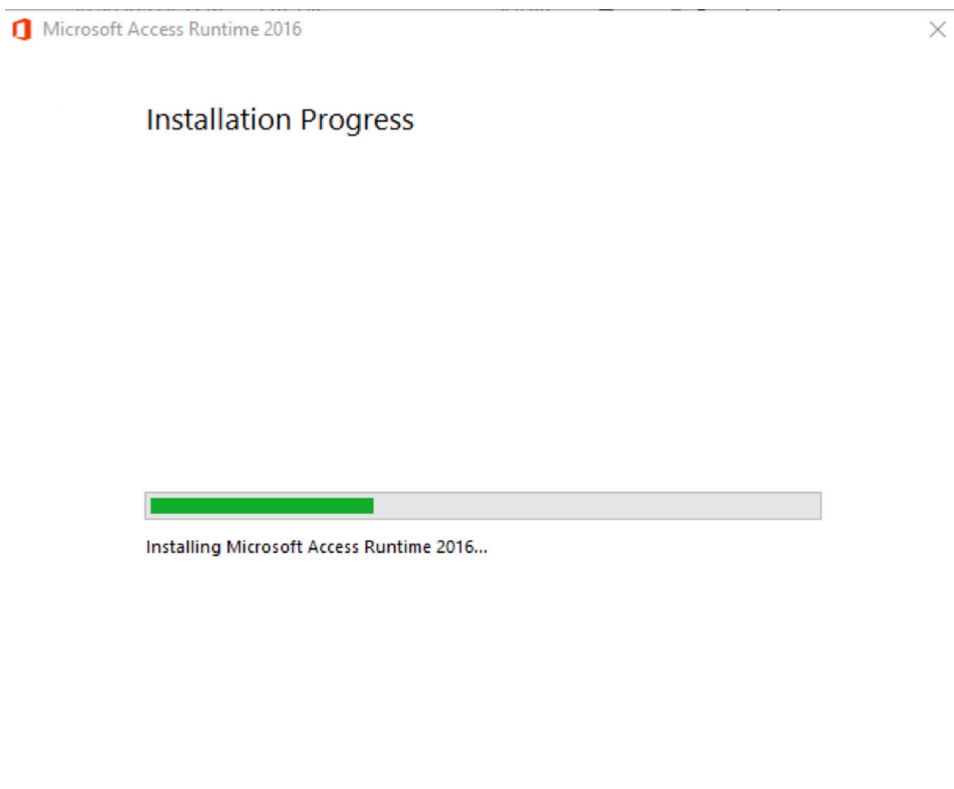 Microsoft Access Runtime 2016
Installation Progress
Installing Microsoft Access Runtime 2016...